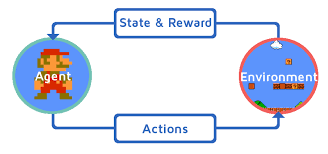 State & Reward
Agent
Environment
Actions